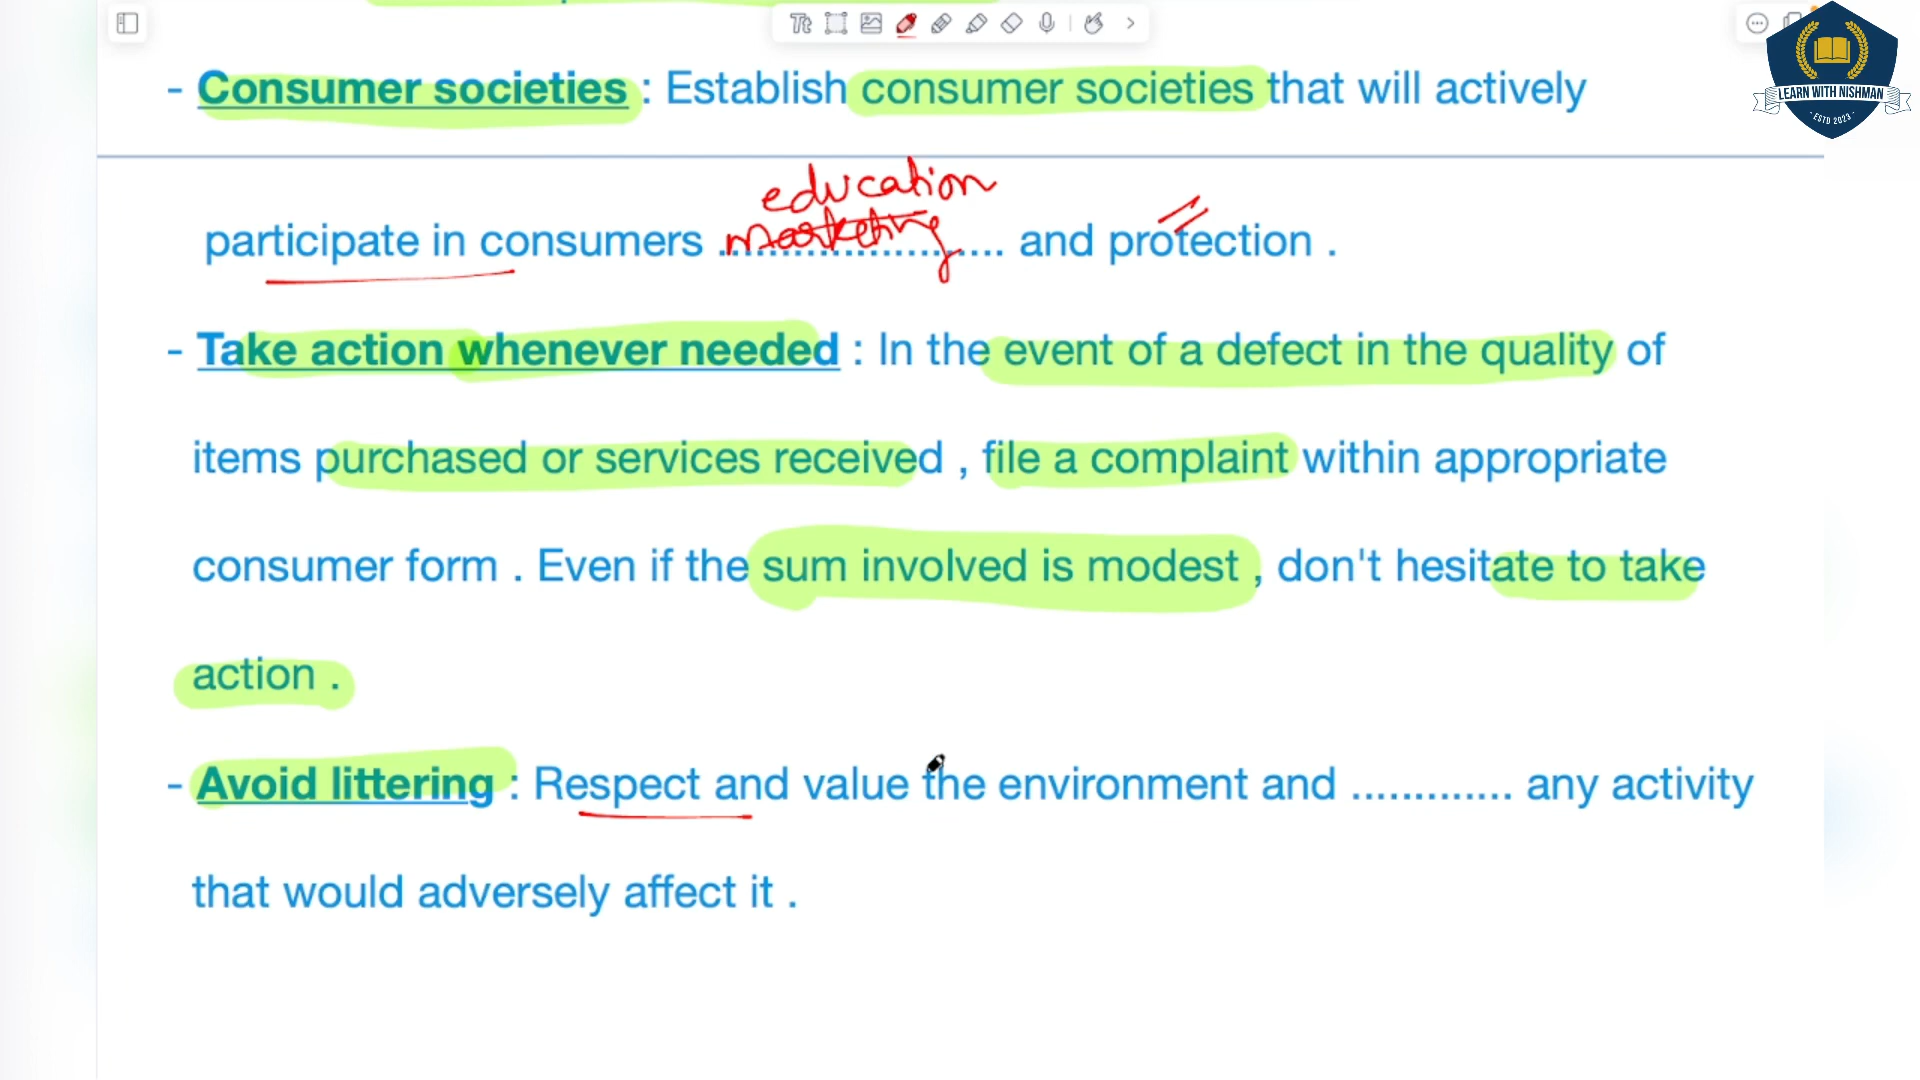 Tt
- Consumer societies : Establish consumer societies that will actively
LEARN WITH NISHMAN
· ESTD 2023 ·
education
participate in consumers .......marketing....... and protection .
- Take action whenever needed : In the event of a defect in the quality of
items purchased or services received , file a complaint within appropriate
consumer form . Even if the sum involved is modest , don't hesitate to take
action .
- Avoid littering : Respect and value the environment and ............. any activity
that would adversely affect it .